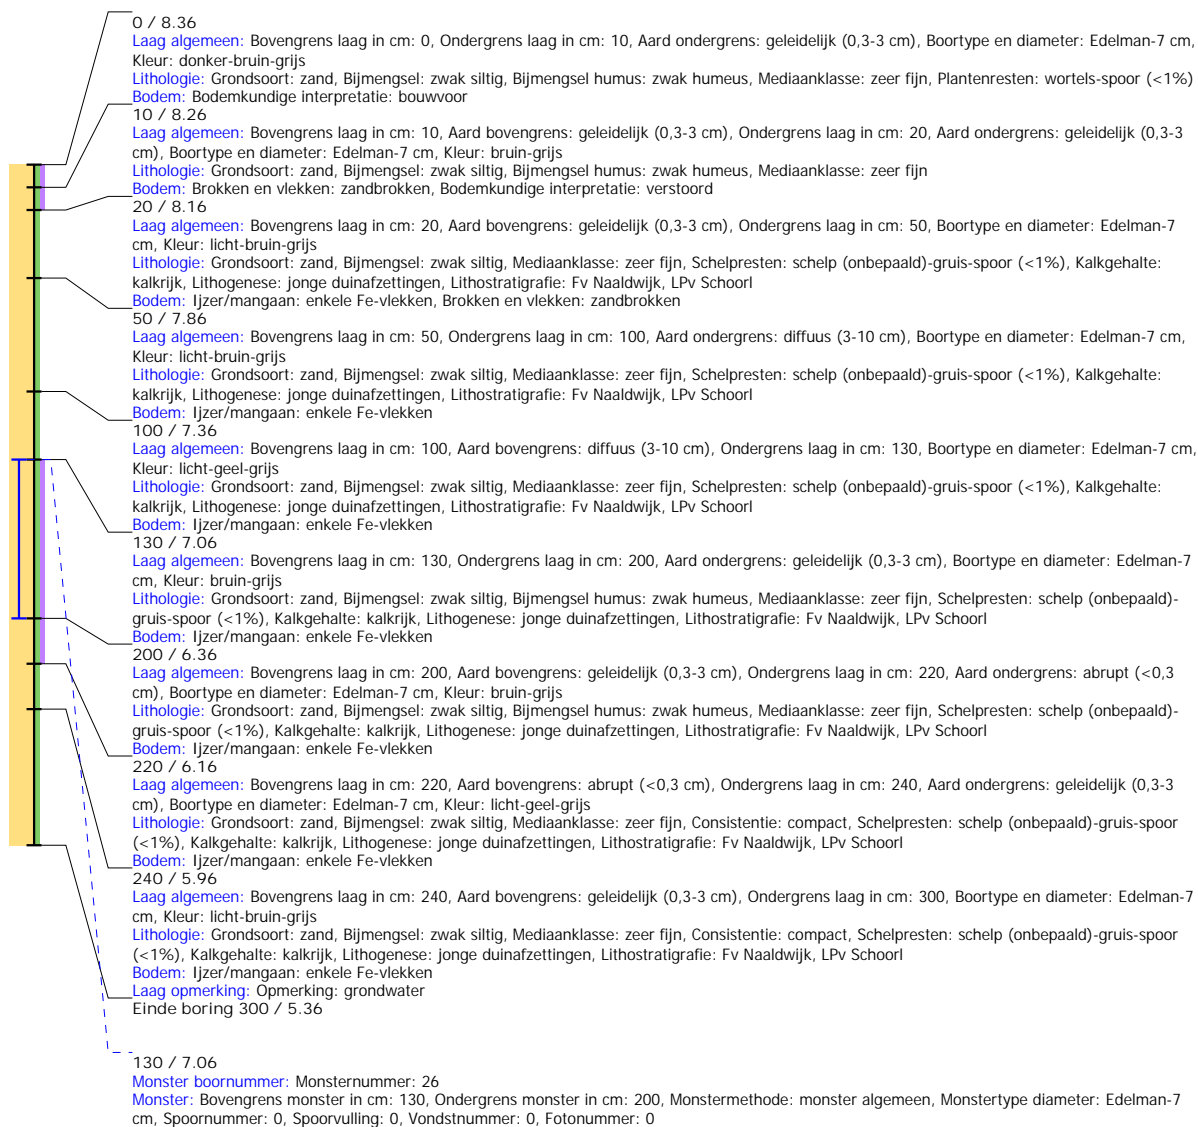 0 / 8.36
Laag algemeen: Bovengrens laag in cm: 0, Ondergrens laag in cm: 10, Aard ondergrens: geleidelijk (0,3-3 cm), Boortype en diameter: Edelman-7 cm,
Kleur: donker-bruin-grijs
Lithologie: Grondsoort: zand, Bijmengsel: zwak siltig, Bijmengsel humus: zwak humeus, Mediaanklasse: zeer fijn, Plantenresten: wortels-spoor (<1%)
Bodem: Bodemkundige interpretatie: bouwvoor
10 / 8.26
Laag algemeen: Bovengrens laag in cm: 10, Aard bovengrens: geleidelijk (0,3-3 cm), Ondergrens laag in cm: 20, Aard ondergrens: geleidelijk (0,3-3
cm), Boortype en diameter: Edelman-7 cm, Kleur: bruin-grijs
Lithologie: Grondsoort: zand, Bijmengsel: zwak siltig, Bijmengsel humus: zwak humeus, Mediaanklasse: zeer fijn
Bodem: Brokken en vlekken: zandbrokken, Bodemkundige interpretatie: verstoord
20 / 8.16
Laag algemeen: Bovengrens laag in cm: 20, Aard bovengrens: geleidelijk (0,3-3 cm), Ondergrens laag in cm: 50, Boortype en diameter: Edelman-7
cm, Kleur: licht-bruin-grijs
Lithologie: Grondsoort: zand, Bijmengsel: zwak siltig, Mediaanklasse: zeer fijn, Schelpresten: schelp (onbepaald)-gruis-spoor (<1%), Kalkgehalte:
kalkrijk, Lithogenese: jonge duinafzettingen, Lithostratigrafie: Fv Naaldwijk, LPv Schoorl
Bodem: Ijzer/mangaan: enkele Fe-vlekken, Brokken en vlekken: zandbrokken
50 / 7.86
Laag algemeen: Bovengrens laag in cm: 50, Ondergrens laag in cm: 100, Aard ondergrens: diffuus (3-10 cm), Boortype en diameter: Edelman-7 cm,
Kleur: licht-bruin-grijs
Lithologie: Grondsoort: zand, Bijmengsel: zwak siltig, Mediaanklasse: zeer fijn, Schelpresten: schelp (onbepaald)-gruis-spoor (<1%), Kalkgehalte:
kalkrijk, Lithogenese: jonge duinafzettingen, Lithostratigrafie: Fv Naaldwijk, LPv Schoorl
Bodem: Ijzer/mangaan: enkele Fe-vlekken
100 / 7.36
Laag algemeen: Bovengrens laag in cm: 100, Aard bovengrens: diffuus (3-10 cm), Ondergrens laag in cm: 130, Boortype en diameter: Edelman-7 cm,
Kleur: licht-geel-grijs
Lithologie: Grondsoort: zand, Bijmengsel: zwak siltig, Mediaanklasse: zeer fijn, Schelpresten: schelp (onbepaald)-gruis-spoor (<1%), Kalkgehalte:
kalkrijk, Lithogenese: jonge duinafzettingen, Lithostratigrafie: Fv Naaldwijk, LPv Schoorl
Bodem: Ijzer/mangaan: enkele Fe-vlekken
130 / 7.06
Laag algemeen: Bovengrens laag in cm: 130, Ondergrens laag in cm: 200, Aard ondergrens: geleidelijk (0,3-3 cm), Boortype en diameter: Edelman-7
cm, Kleur: bruin-grijs
Lithologie: Grondsoort: zand, Bijmengsel: zwak siltig, Bijmengsel humus: zwak humeus, Mediaanklasse: zeer fijn, Schelpresten: schelp (onbepaald)-
gruis-spoor (<1%), Kalkgehalte: kalkrijk, Lithogenese: jonge duinafzettingen, Lithostratigrafie: Fv Naaldwijk, LPv Schoorl
Bodem: Ijzer/mangaan: enkele Fe-vlekken
200 / 6.36
Laag algemeen: Bovengrens laag in cm: 200, Aard bovengrens: geleidelijk (0,3-3 cm), Ondergrens laag in cm: 220, Aard ondergrens: abrupt (<0,3
cm), Boortype en diameter: Edelman-7 cm, Kleur: bruin-grijs
Lithologie: Grondsoort: zand, Bijmengsel: zwak siltig, Bijmengsel humus: zwak humeus, Mediaanklasse: zeer fijn, Schelpresten: schelp (onbepaald)-
gruis-spoor (<1%), Kalkgehalte: kalkrijk, Lithogenese: jonge duinafzettingen, Lithostratigrafie: Fv Naaldwijk, LPv Schoorl
Bodem: Ijzer/mangaan: enkele Fe-vlekken
220 / 6.16
Laag algemeen: Bovengrens laag in cm: 220, Aard bovengrens: abrupt (<0,3 cm), Ondergrens laag in cm: 240, Aard ondergrens: geleidelijk (0,3-3
cm), Boortype en diameter: Edelman-7 cm, Kleur: licht-geel-grijs
Lithologie: Grondsoort: zand, Bijmengsel: zwak siltig, Mediaanklasse: zeer fijn, Consistentie: compact, Schelpresten: schelp (onbepaald)-gruis-spoor
(<1%), Kalkgehalte: kalkrijk, Lithogenese: jonge duinafzettingen, Lithostratigrafie: Fv Naaldwijk, LPv Schoorl
Bodem: Ijzer/mangaan: enkele Fe-vlekken
240 / 5.96
Laag algemeen: Bovengrens laag in cm: 240, Aard bovengrens: geleidelijk (0,3-3 cm), Ondergrens laag in cm: 300, Boortype en diameter: Edelman-7
cm, Kleur: licht-bruin-grijs
Lithologie: Grondsoort: zand, Bijmengsel: zwak siltig, Mediaanklasse: zeer fijn, Consistentie: compact, Schelpresten: schelp (onbepaald)-gruis-spoor
(<1%), Kalkgehalte: kalkrijk, Lithogenese: jonge duinafzettingen, Lithostratigrafie: Fv Naaldwijk, LPv Schoorl
Bodem: Ijzer/mangaan: enkele Fe-vlekken
Laag opmerking: Opmerking: grondwater
Einde boring 300 / 5.36
130 / 7.06
Monster boornummer: Monsternummer: 26
Monster: Bovengrens monster in cm: 130, Ondergrens monster in cm: 200, Monstermethode: monster algemeen, Monstertype diameter: Edelman-7
cm, Spoornummer: 0, Spoorvulling: 0, Vondstnummer: 0, Fotonummer: 0